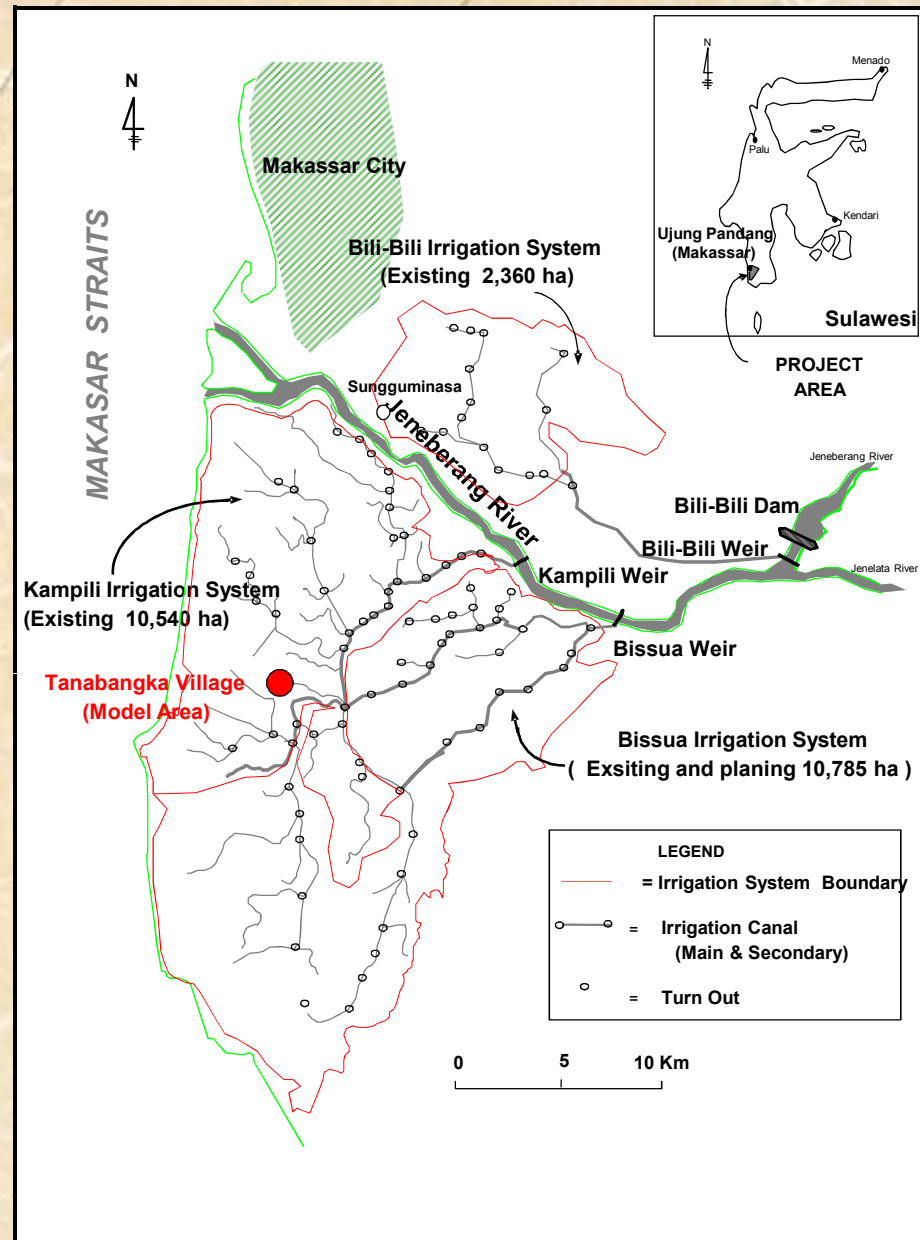 N
Makassar City
MAKASAR STRAITS
Bili-Bili Irrigation System
(Existing 2,360 ha)
N
Menado
Palu
Kendari
Ujung Pandang
(Makassar)
Sulawesi
PROJECT
AREA
Sungguminasa
Jeneberang River
Jeneberang River
Bili-Bili Dam
Bili-Bili Weir
Jenelata River
Kampili Weir
Kampili Irrigation System
(Existing 10,540 ha)
Bissua Weir
Tanabangka Village
(Model Area)
Bissua Irrigation System
( Exsiting and planing 10,785 ha )
LEGEND
= Irrigation System Boundary
= Irrigation Canal
(Main & Secondary)
= Turn Out
0 5 10 Km